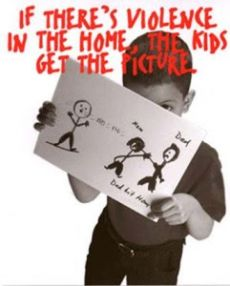 IF THERE'S VIOLENCE
IN THE HOME, THE KIDS
GET THE PICTURE.
Mom
Dad
Dad hit Mom